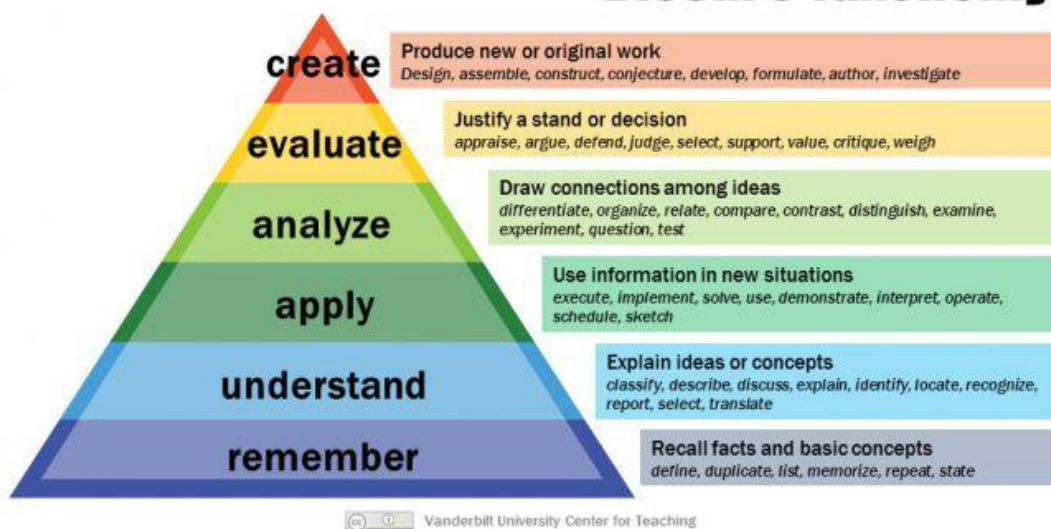 create
Produce new or original work
Design, assemble, construct, conjecture, develop, formulate, author, investigate
evaluate
Justify a stand or decision
appraise, argue, defend, judge, select, support, value, critique, weigh
analyze
Draw connections among ideas
differentiate, organize, relate, compare, contrast, distinguish, examine,
experiment, question, test
apply
Use information in new situations
execute, implement, solve, use, demonstrate, interpret, operate,
schedule, sketch
understand
Explain ideas or concepts
classify, describe, discuss, explain, identify, locate, recognize,
report, select, translate
remember
Recall facts and basic concepts
define, duplicate, list, memorize, repeat, state
cc Vanderbilt University Center for Teaching